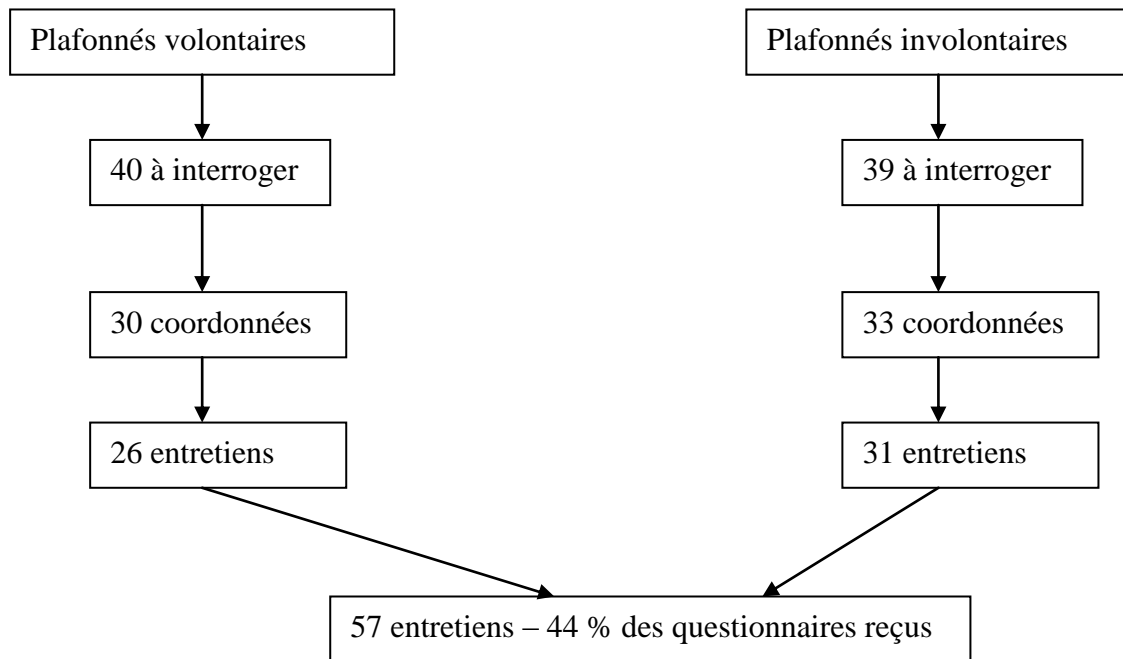 Plafonnés volontaires
Plafonnés involontaires
40 à interroger
39 à interroger
30 coordonnées
33 coordonnées
26 entretiens
31 entretiens
57 entretiens – 44 % des questionnaires reçus